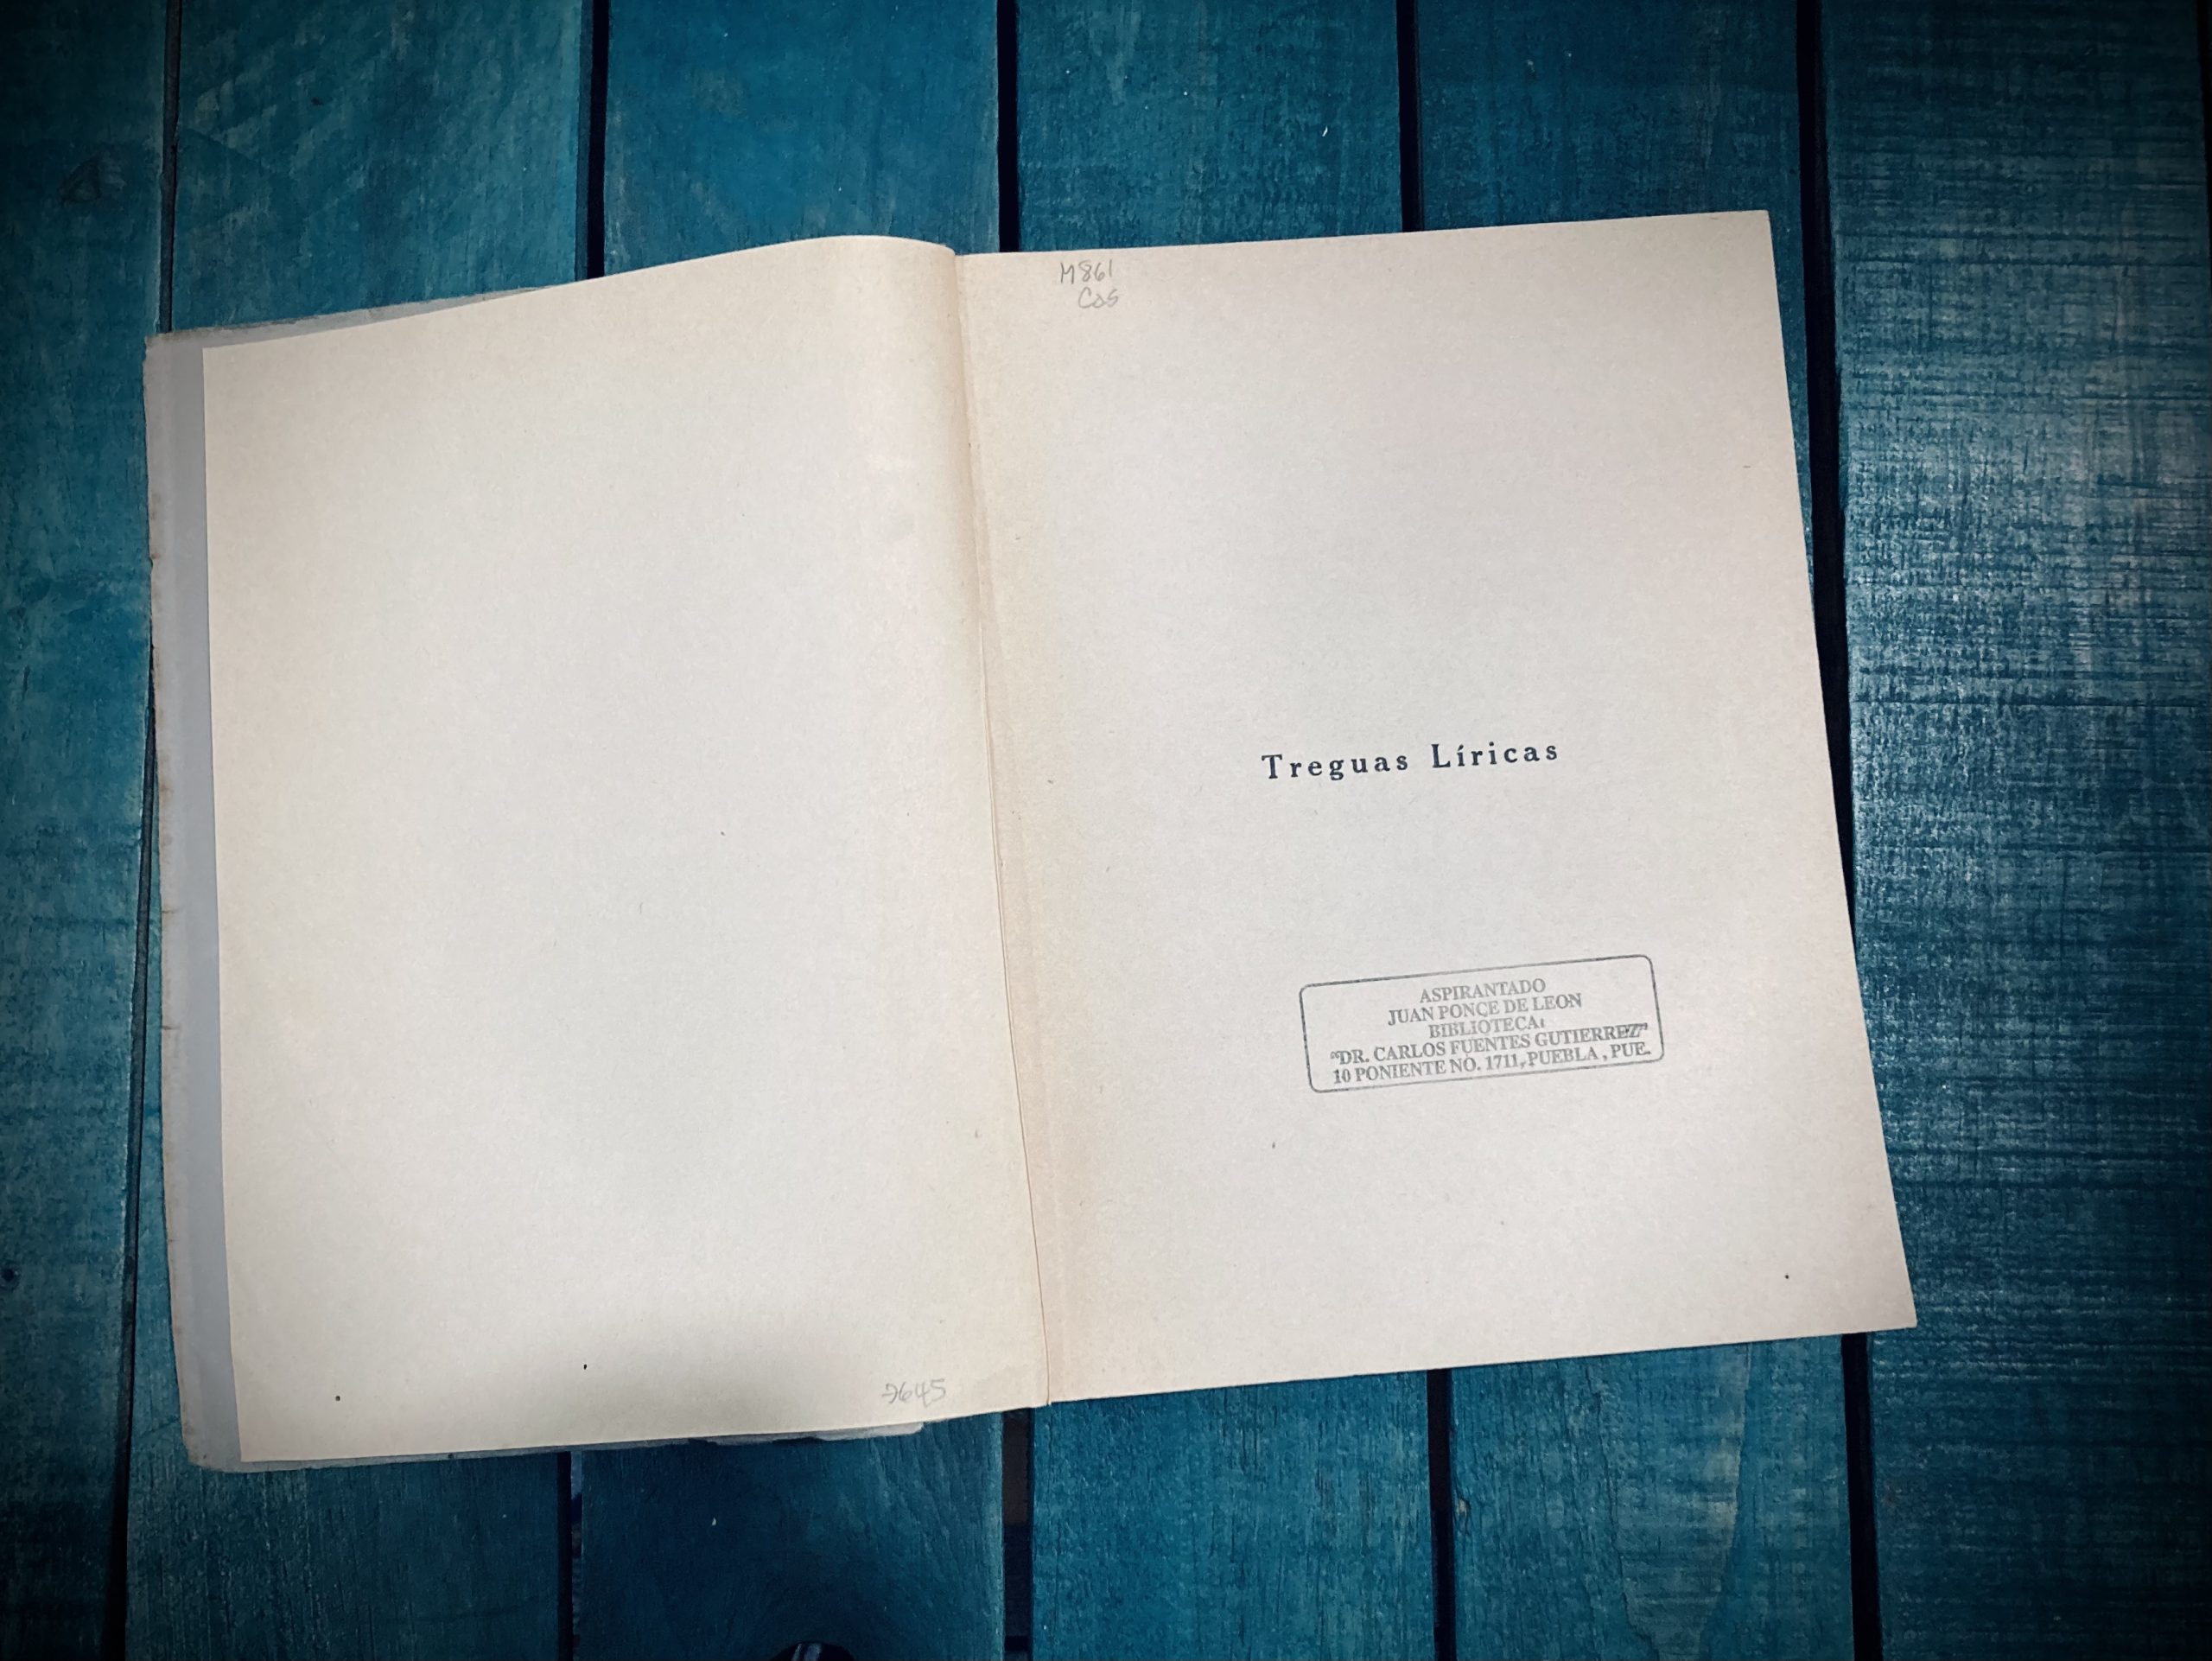 M861
Cas
Treguas Líricas
ASPIRANTADO
JUAN PONCE DE LEON
BIBLIOTECA:
"DR. CARLOS FUENTES GUTIERREZ"
10 PONIENTE NO. 1711, PUEBLA, PUE.
7645